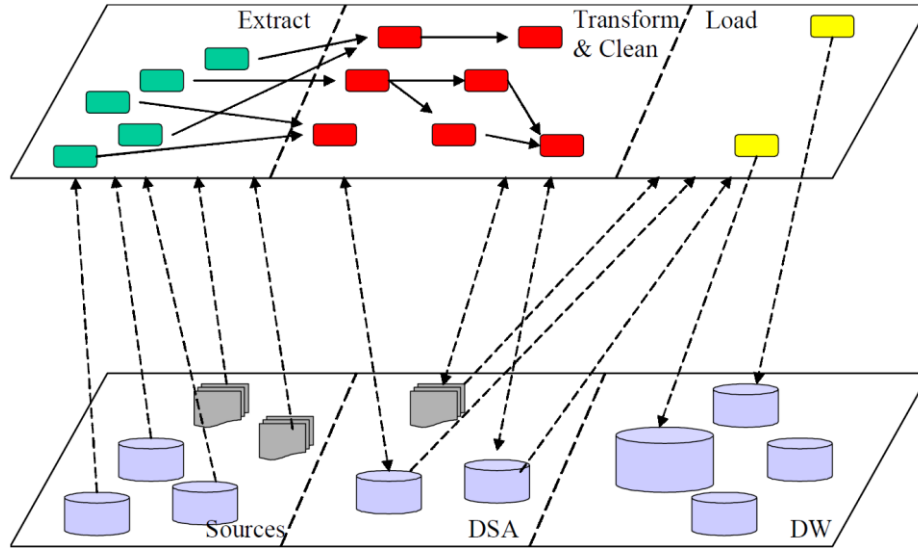 Extract
Transform
& Clean
Load
Sources
DSA
DW